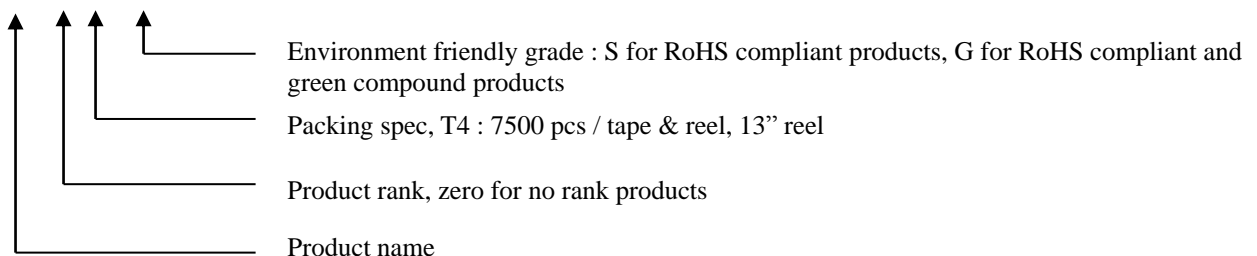 Environment friendly grade : S for RoHS compliant products, G for RoHS compliant and
green compound products
Packing spec, T4 : 7500 pcs / tape & reel, 13” reel
Product rank, zero for no rank products
Product name